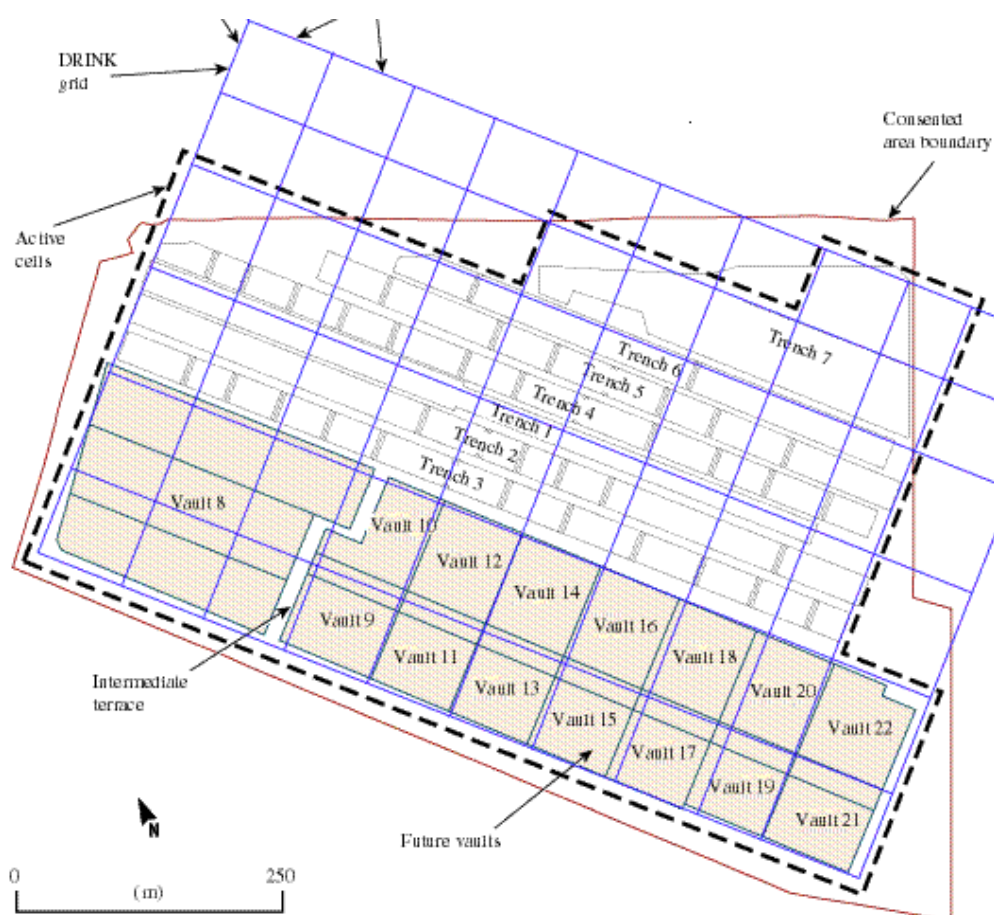 DRINK
grid
Consented
area boundary
Active
cells
Trench 7
Trench 6
Trench 5
Trench 4
Trench 1
Trench 2
Trench 3
Vault 8
Vault 10
Vault 12
Vault 14
Vault 16
Vault 18
Vault 20
Vault 22
Vault 9
Vault 11
Vault 13
Vault 15
Vault 17
Vault 19
Vault 21
Intermediate
terrace
Future vaults
N
0 250
(m)